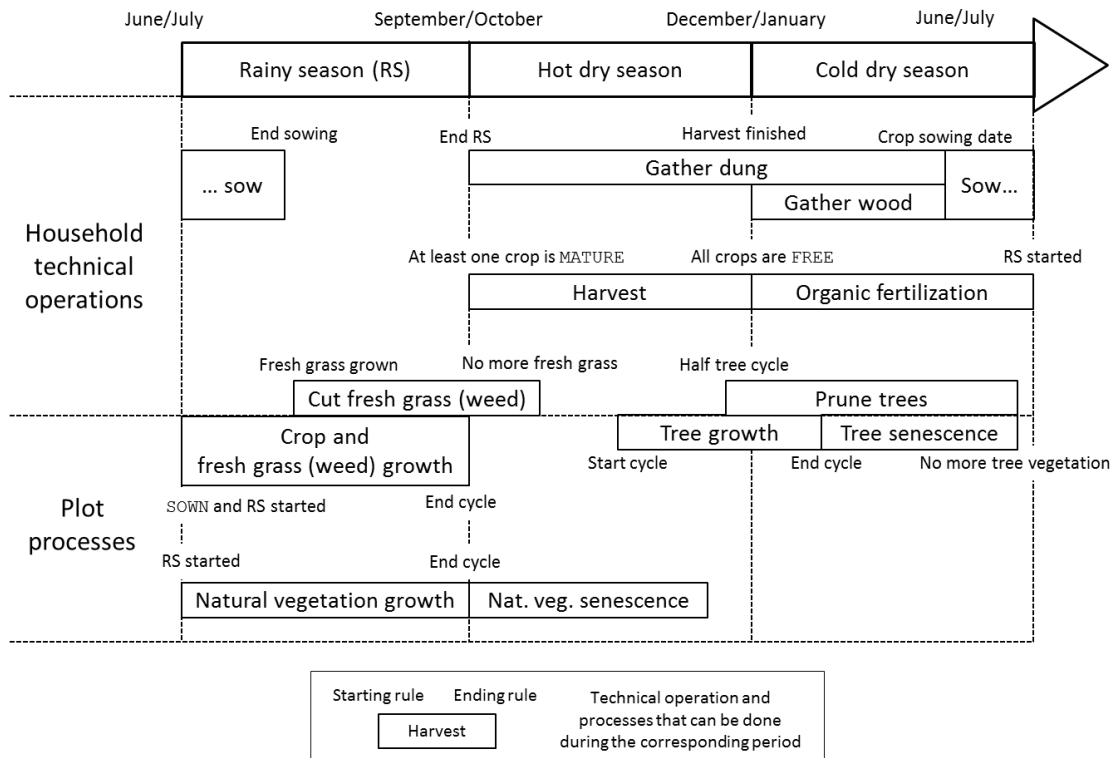 June/July
September/October
December/January
June/July
Rainy season (RS)
Hot dry season
Cold dry season
End sowing
End RS
Harvest finished
Crop sowing date
... sow
Gather dung
Sow...
Gather wood
Household
technical
operations
At least one crop is MATURE
All crops are FREE
RS started
Harvest
Organic fertilization
Fresh grass grown
No more fresh grass
Half tree cycle
Cut fresh grass (weed)
Prune trees
Crop and
fresh grass (weed) growth
Tree growth
Tree senescence
Start cycle
End cycle
No more tree vegetation
Plot
processes
SOWN and RS started
End cycle
RS started
End cycle
Natural vegetation growth
Nat. veg. senescence
Starting rule
Ending rule
Harvest
Technical operation and
processes that can be done
during the corresponding period